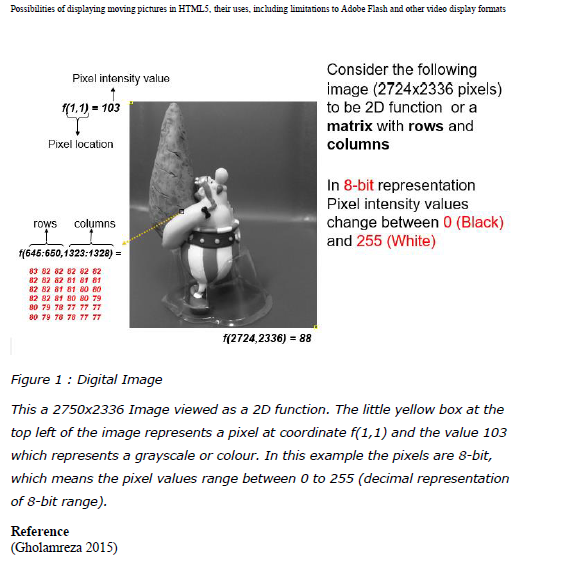 Possibilities of displaying moving pictures in HTML5, their uses, including limitations to Adobe Flash and other video display formats
Pixel intensity value
f(1,1) = 103
Pixel location
Consider the following
image (2724x2336 pixels)
to be 2D function or a
matrix with rows and
columns
In 8-bit representation
Pixel intensity values
change between 0 (Black)
and 255 (White)
rows columns
f(645:650,1323:1328) =
83 82 82 82 82 82
82 82 82 81 81 81
82 82 81 81 80 80
82 82 81 80 80 79
80 79 78 77 77 77
80 79 78 78 77 77
f(2724,2336) = 88
Figure 1 : Digital Image
This a 2750x2336 Image viewed as a 2D function. The little yellow box at the
top left of the image represents a pixel at coordinate f(1,1) and the value 103
which represents a grayscale or colour. In this example the pixels are 8-bit,
which means the pixel values range between 0 to 255 (decimal representation
of 8-bit range).
Reference
(Gholamreza 2015)